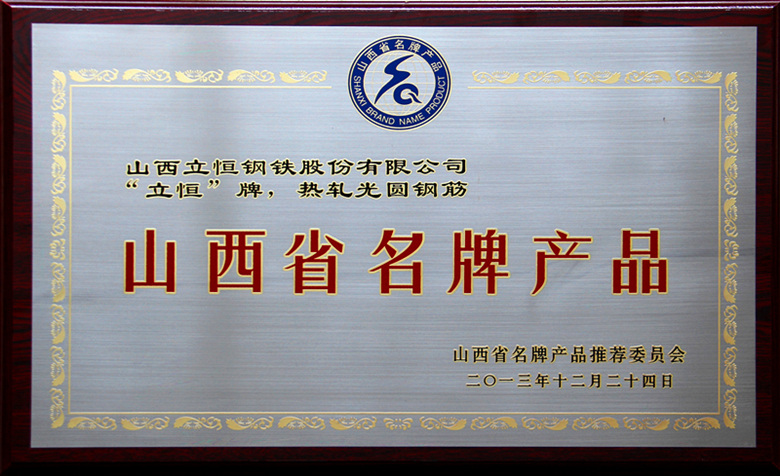 山西省名牌产品
SHANXI BRAND NAME PRODUCT
山西立恒钢铁股份有限公司
“立恒”牌，热轧光圆钢筋
山西省名牌产品
山西省名牌产品推荐委员会
二〇一三年十二月二十四日